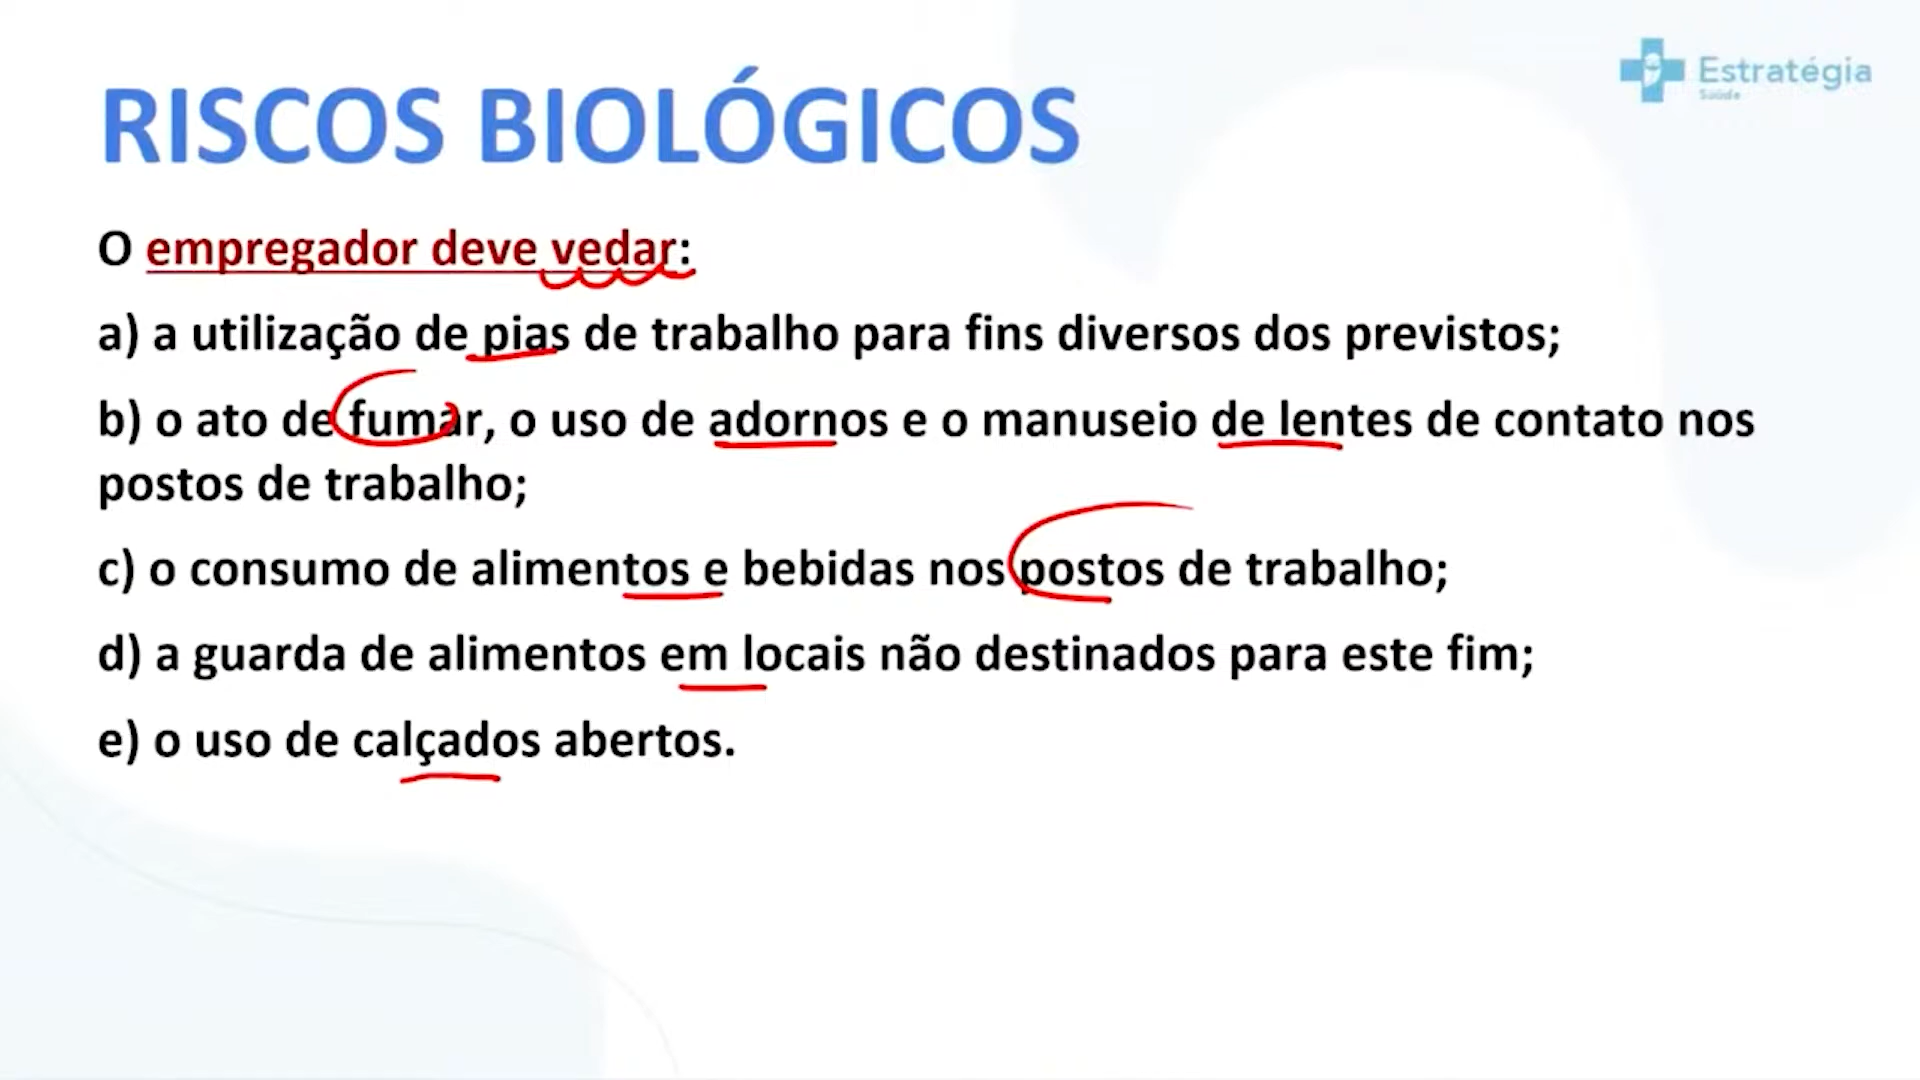 Estratégia
Saúde
RISCOS BIOLÓGICOS
O empregador deve vedar:
a) a utilização de pias de trabalho para fins diversos dos previstos;
b) o ato de fumar, o uso de adornos e o manuseio de lentes de contato nos
postos de trabalho;
c) o consumo de alimentos e bebidas nos postos de trabalho;
d) a guarda de alimentos em locais não destinados para este fim;
e) o uso de calçados abertos.